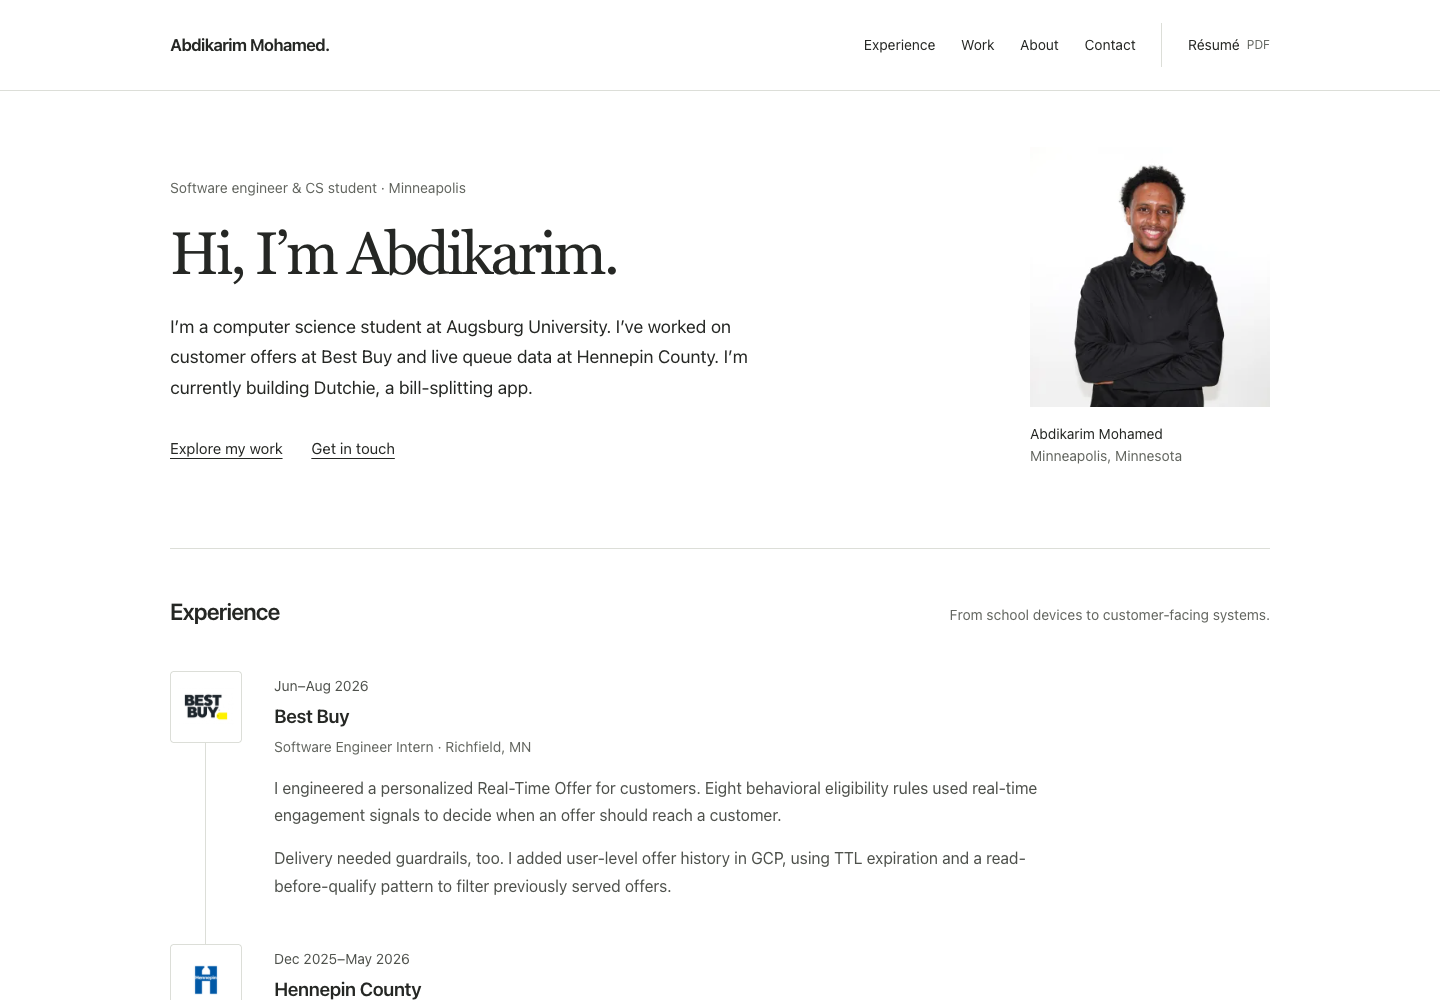 Abdikarim Mohamed.
Experience Work About Contact Résumé PDF
Software engineer & CS student · Minneapolis
Hi, I’m Abdikarim.
I’m a computer science student at Augsburg University. I’ve worked on
customer offers at Best Buy and live queue data at Hennepin County. I’m
currently building Dutchie, a bill-splitting app.
Explore my work Get in touch
Abdikarim Mohamed
Minneapolis, Minnesota
Experience
From school devices to customer-facing systems.
BEST
BUY
Jun–Aug 2026
Best Buy
Software Engineer Intern · Richfield, MN
I engineered a personalized Real-Time Offer for customers. Eight behavioral eligibility rules used real-time
engagement signals to decide when an offer should reach a customer.
Delivery needed guardrails, too. I added user-level offer history in GCP, using TTL expiration and a read-
before-qualify pattern to filter previously served offers.
Hennepin
Dec 2025–May 2026
Hennepin County